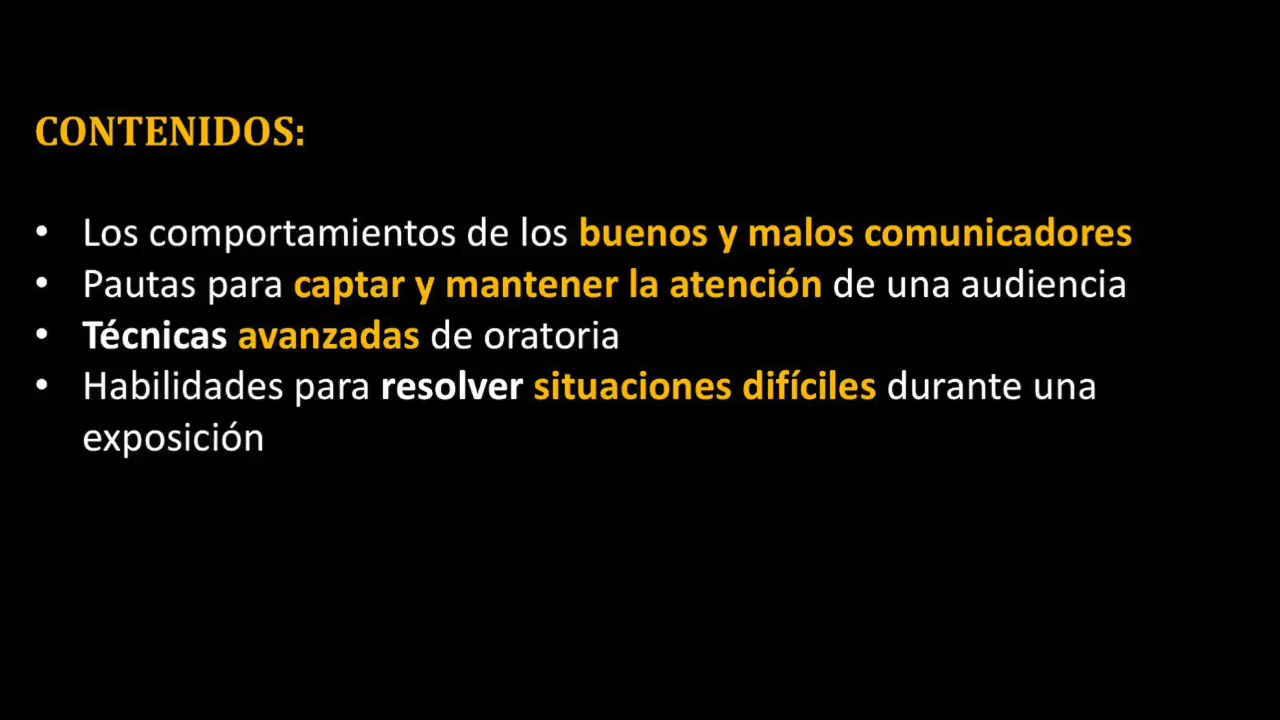 CONTENIDOS:
• Los comportamientos de los buenos y malos comunicadores
• Pautas para captar y mantener la atención de una audiencia
• Técnicas avanzadas de oratoria
• Habilidades para resolver situaciones difíciles durante una
exposición